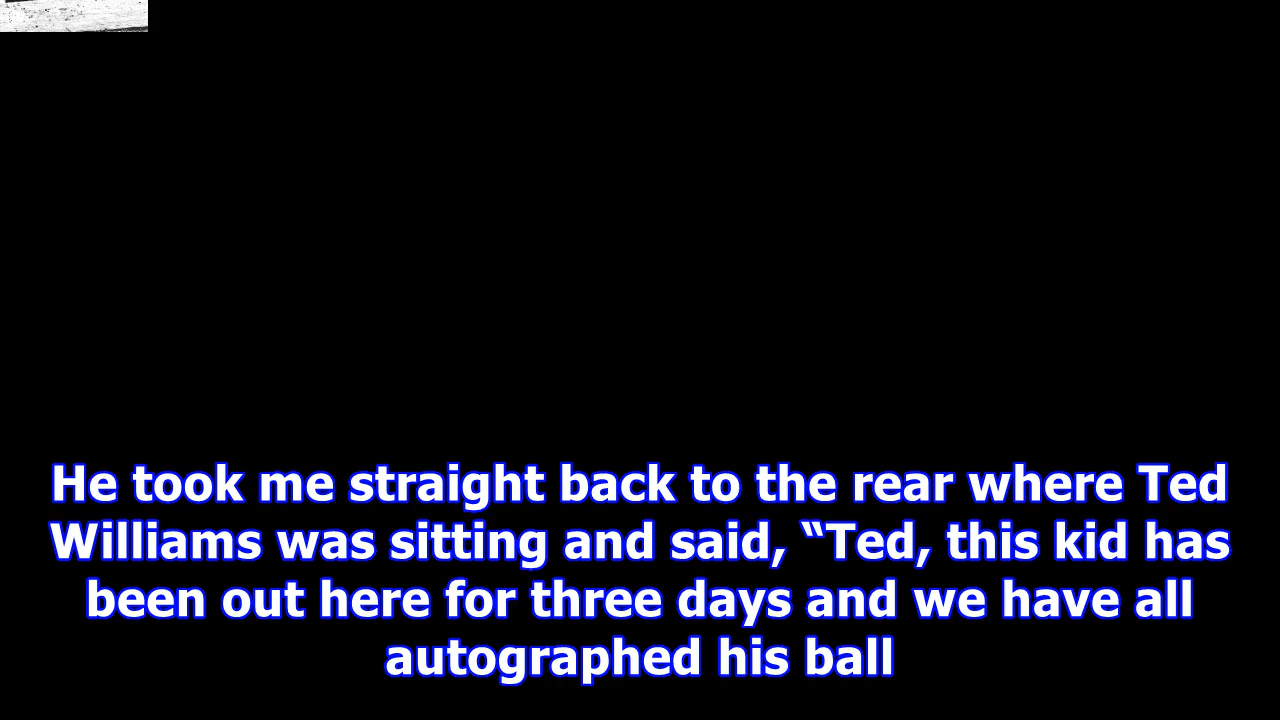 He took me straight back to the rear where Ted
Williams was sitting and said, “Ted, this kid has
been out here for three days and we have all
autographed his ball